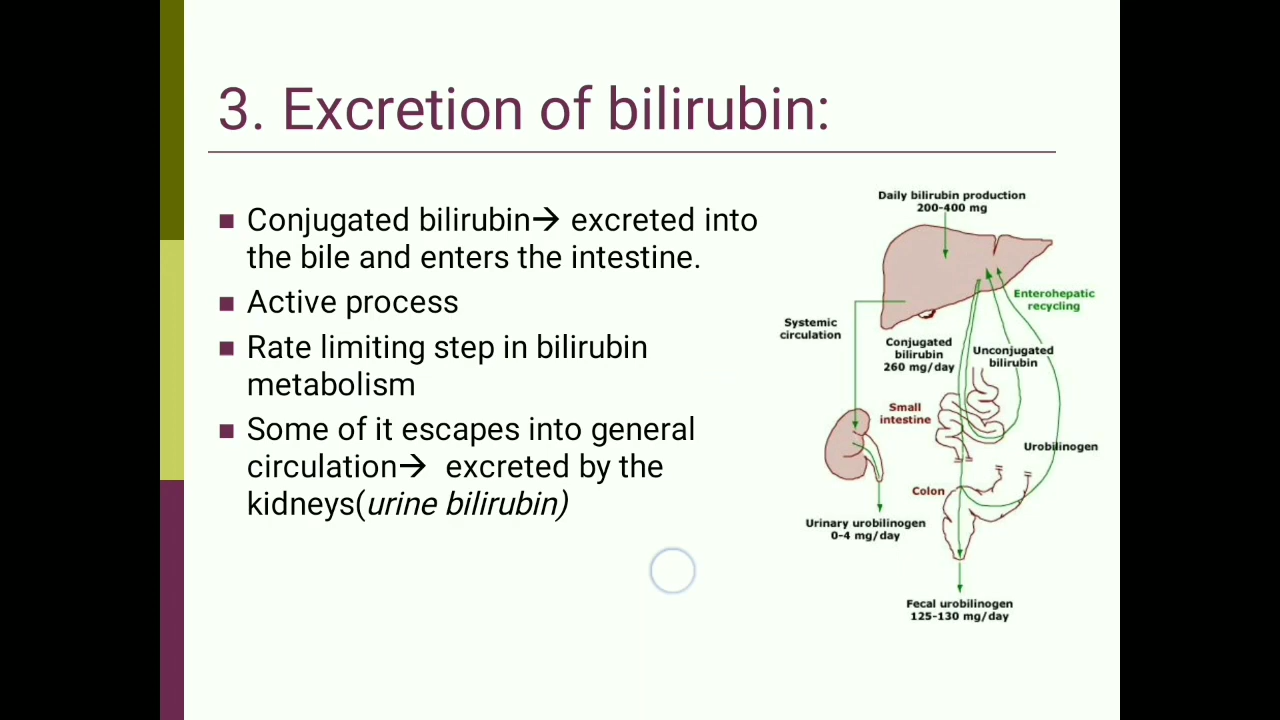 3. Excretion of bilirubin:
Conjugated bilirubin→ excreted into
the bile and enters the intestine.
Active process
Rate limiting step in bilirubin
metabolism
Some of it escapes into general
circulation→ excreted by the
kidneys(urine bilirubin)
Daily bilirubin production
200-400 mg
Enterohepatic
recycling
Systemic
circulation
Conjugated
bilirubin
260 mg/day
Unconjugated
bilirubin
Small
intestine
Urobilinogen
Colon
Urinary urobilinogen
0-4 mg/day
Fecal urobilinogen
125-130 mg/day